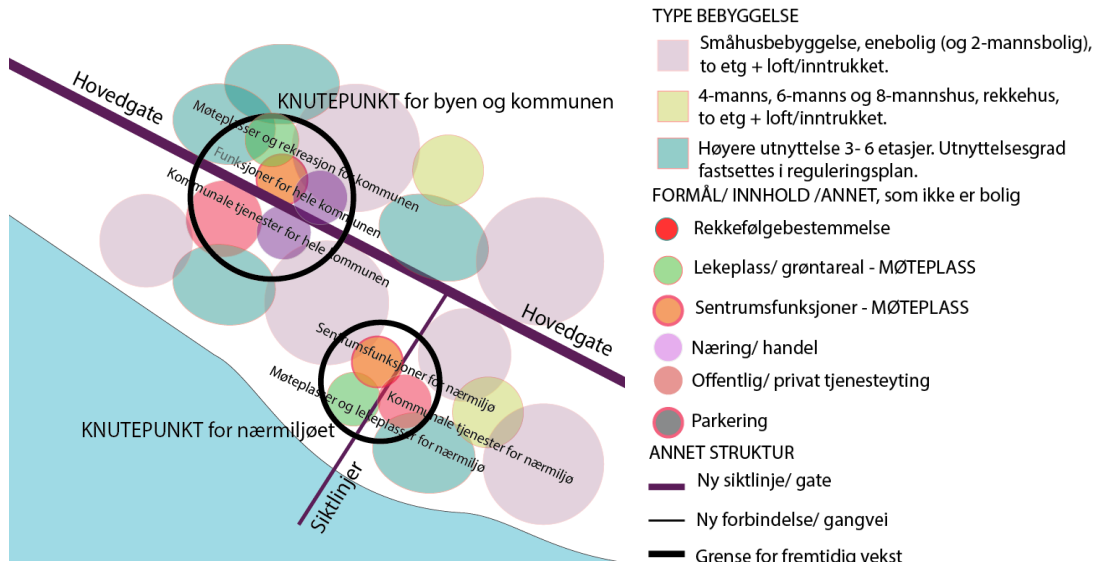 Hovedgate
KNUTEPUNKT for byen og kommunen
Møteplasser og rekreasjon for kommunen
Funksjoner for hele kommunen
Kommunale tjenester for hele kommunen
Hovedgate
Sentrumsfunksjoner for nærmiljø
Møteplasser og lekeplasser for nærmiljø
Kommunale tjenester for nærmiljø
KNUTEPUNKT for nærmiljøet
Siktlinjer
TYPE BEBYGGELSE
Småhusbebyggelse, enebolig (og 2-mannsbolig),
to etg + loft/inntrukket.
4-manns, 6-manns og 8-mannshus, rekkehus,
to etg + loft/inntrukket.
Høyere utnyttelse 3- 6 etasjer. Utnyttelsesgrad
fastsettes i reguleringsplan.
FORMÅL/ INNHOLD /ANNET, som ikke er bolig
Rekkefølgebestemmelse
Lekeplass/ grøntareal - MØTEPLASS
Sentrumsfunksjoner - MØTEPLASS
Næring/ handel
Offentlig/ privat tjenesteyting
Parkering
ANNET STRUKTUR
Ny siktlinje/ gate
Ny forbindelse/ gangvei
Grense for fremtidig vekst